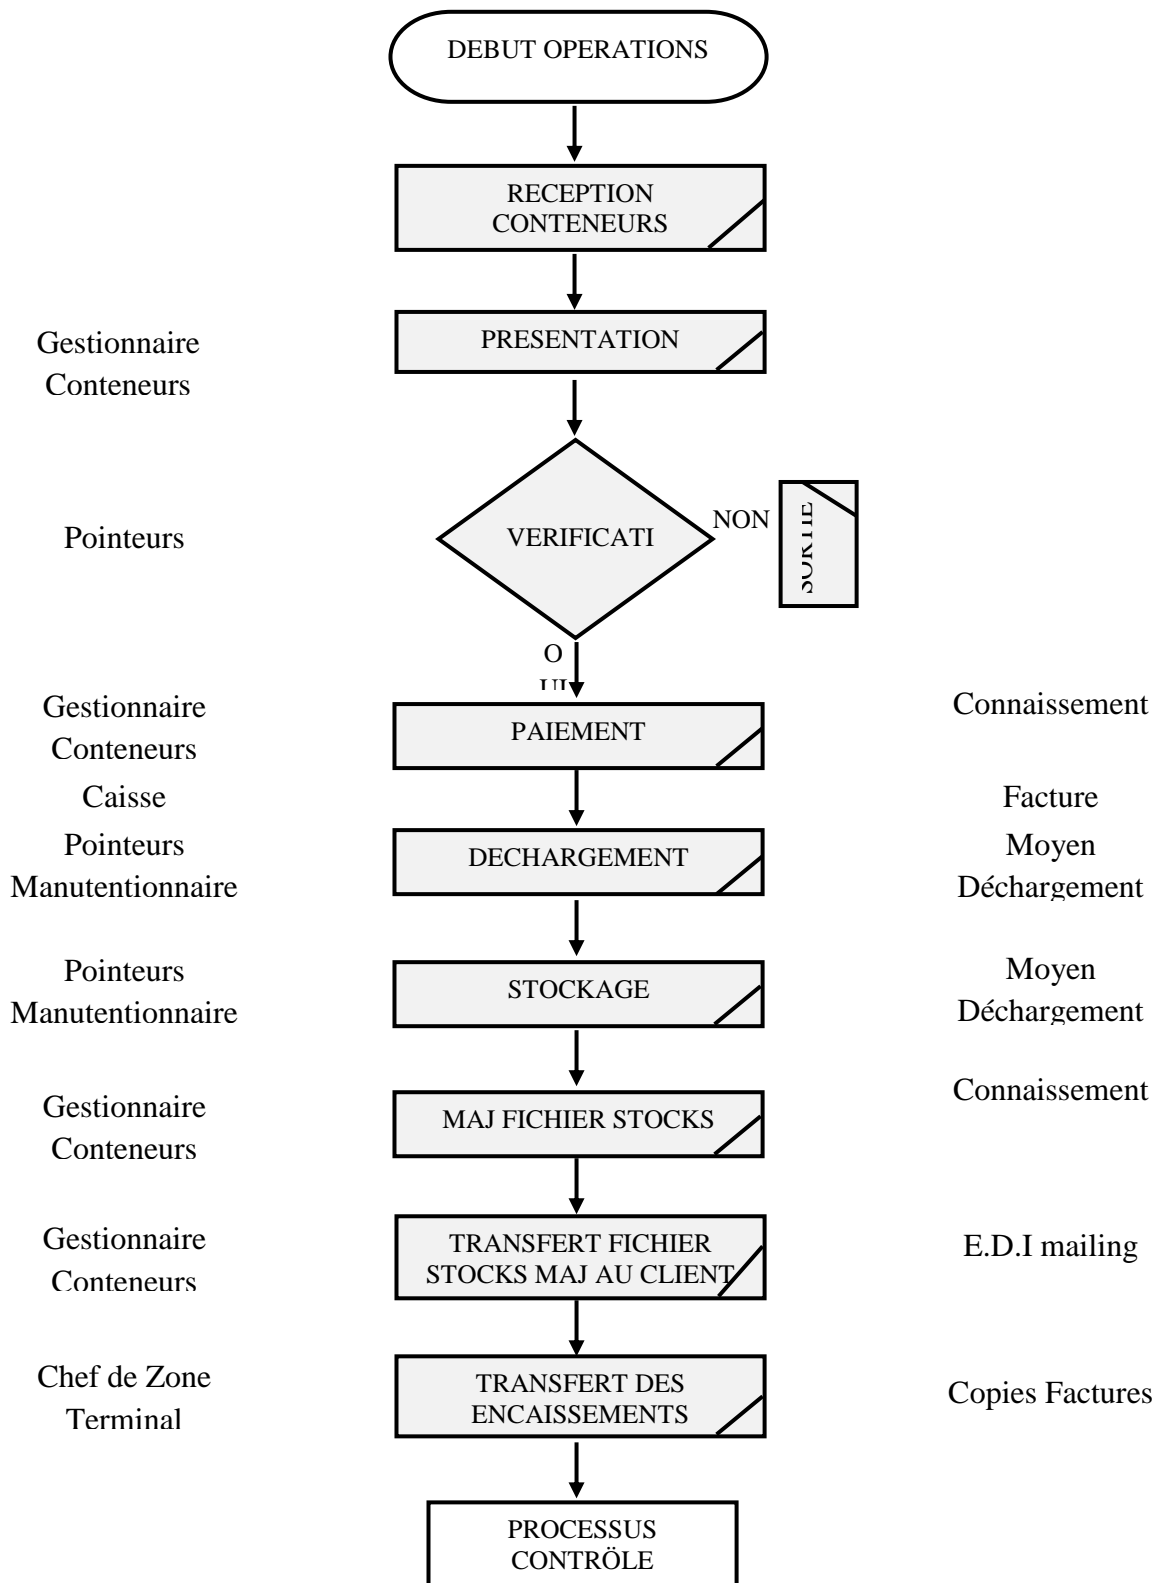 DEBUT OPERATIONS
RECEPTION
CONTENEURS
Gestionnaire
Conteneurs
PRESENTATION
Pointeurs
VERIFICATI
NON
SORTIE
O
UI
Gestionnaire
Conteneurs
PAIEMENT
Connaissement
Caisse
Facture
Pointeurs
Manutentionnaire
DECHARGEMENT
Moyen
Déchargement
Pointeurs
Manutentionnaire
STOCKAGE
Moyen
Déchargement
Gestionnaire
Conteneurs
MAJ FICHIER STOCKS
Connaissement
Gestionnaire
Conteneurs
TRANSFERT FICHIER
STOCKS MAJ AU CLIENT
E.D.I mailing
Chef de Zone
Terminal
TRANSFERT DES
ENCAISSEMENTS
Copies Factures
PROCESSUS
CONTRÖLE